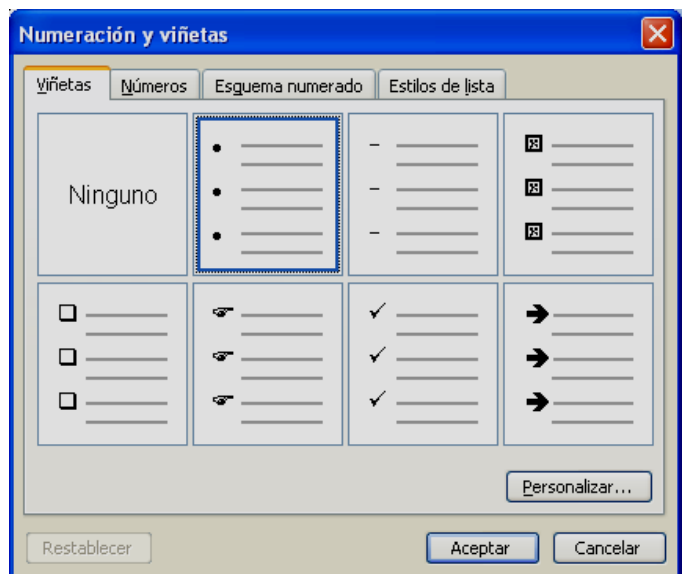 Numeración y viñetas
Viñetas Números Esquema numerado Estilos de lista
Ninguno
Personalizar...
Restablecer Aceptar Cancelar